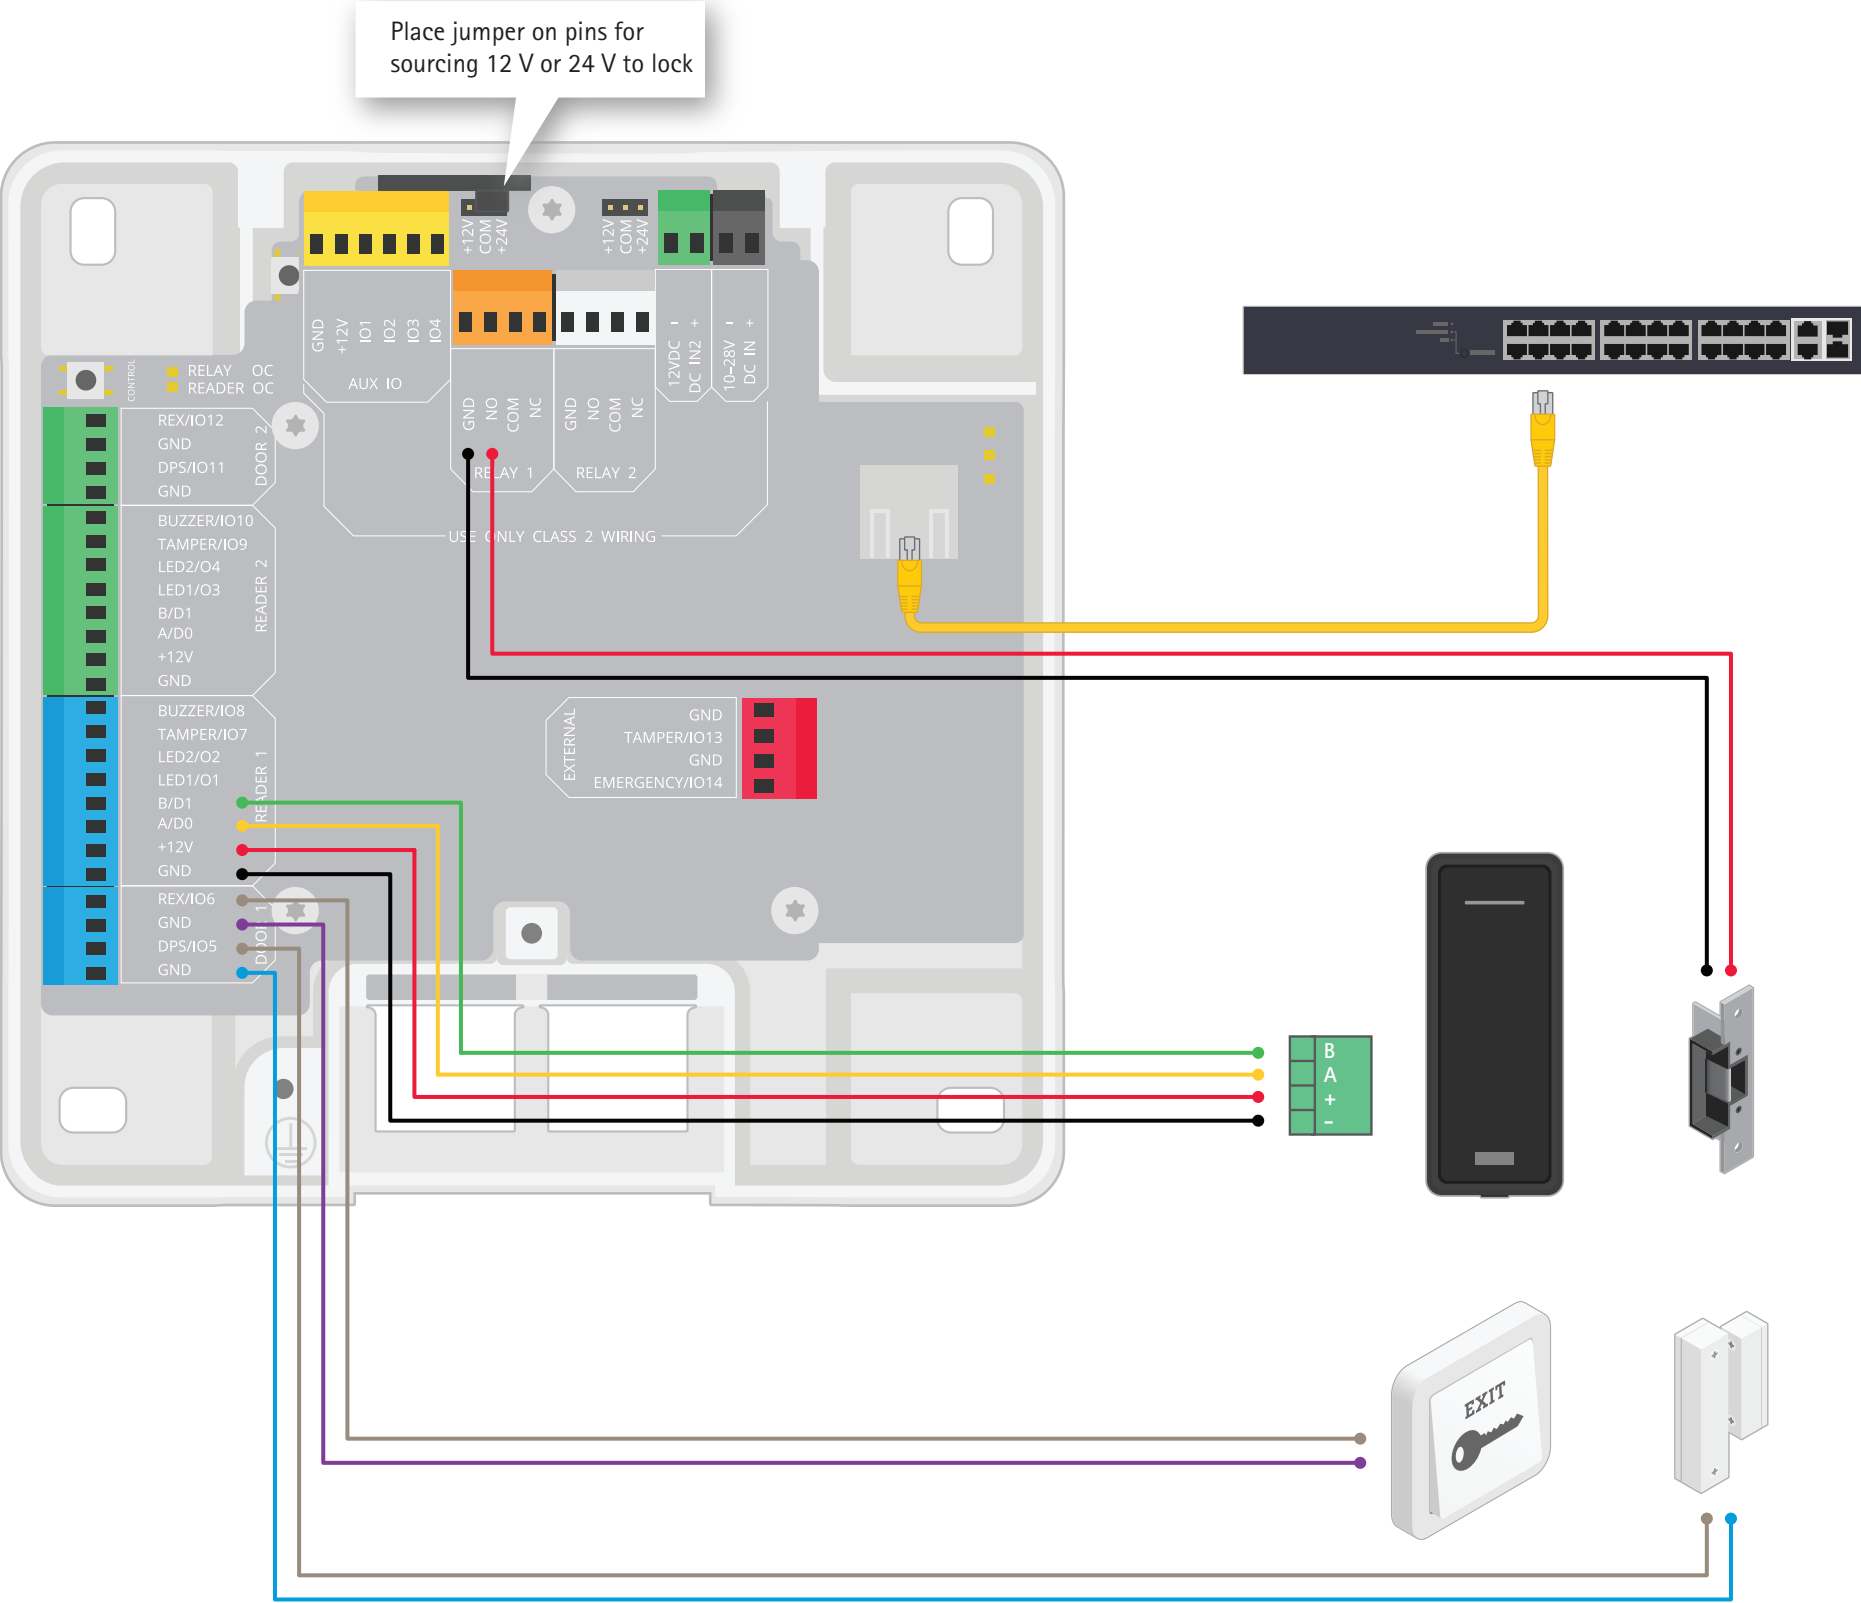 Place jumper on pins for
sourcing 12 V or 24 V to lock
+12V
COM
+24V
+12V
COM
+24V
GND
+12V
IO1
IO2
IO3
IO4
AUX IO
12VDC -
DC IN2 +
10–28V -
DC IN +
CONTROL
RELAY OC
READER OC
GND
NO
COM
NC
RELAY 1
GND
NO
COM
NC
RELAY 2
USE ONLY CLASS 2 WIRING
REX/IO12
GND
DPS/IO11
GND
DOOR 2
BUZZER/IO10
TAMPER/IO9
LED2/O4
LED1/O3
B/D1
A/D0
+12V
GND
READER 2
BUZZER/IO8
TAMPER/IO7
LED2/O2
LED1/O1
B/D1
A/D0
+12V
GND
READER 1
REX/IO6
GND
DPS/IO5
GND
DOOR 1
EXTERNAL
GND
TAMPER/IO13
GND
EMERGENCY/IO14
B
A
+
-
EXIT